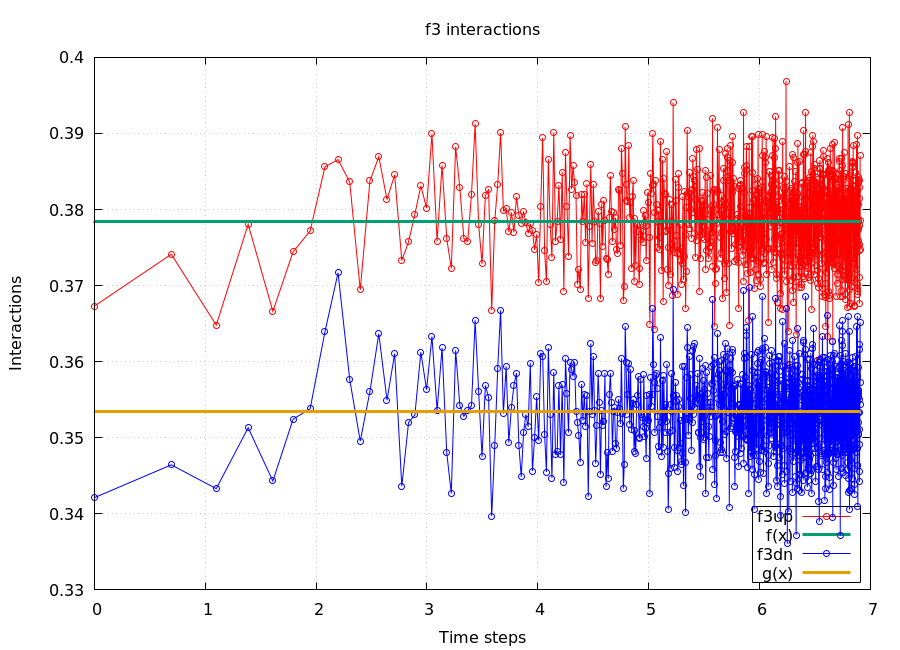 f3 interactions
0.4
0.39
0.38
0.37
0.36
0.35
0.34
0.33
Interactions
f3up
f(x)
f3dn
g(x)
0 1 2 3 4 5 6 7
Time steps